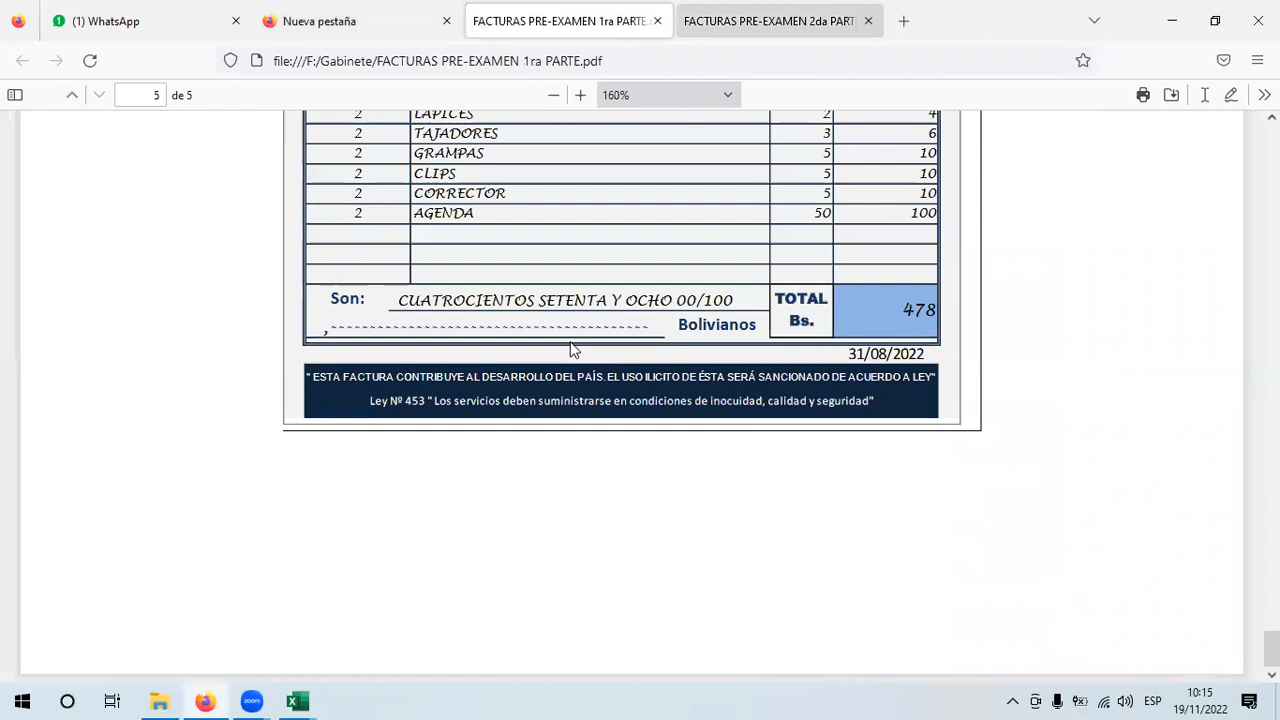 (1) WhatsApp
Nueva pestaña
FACTURAS PRE-EXAMEN 1ra PARTE.
FACTURAS PRE-EXAMEN 2da PART
file:///F:/Gabinete/FACTURAS PRE-EXAMEN 1ra PARTE.pdf
5 de 5
160%
2 LAPICES 2 4
2 TAJADORES 3 6
2 GRAMPAS 5 10
2 CLIPS 5 10
2 CORRECTOR 5 10
2 AGENDA 50 100
Son: CUATROCIENTOS SETENTA Y OCHO 00/100
TOTAL
Bs.
478
Bolivianos
31/08/2022
" ESTA FACTURA CONTRIBUYE AL DESARROLLO DEL PAÍS. EL USO ILICITO DE ÉSTA SERÁ SANCIONADO DE ACUERDO A LEY"
Ley Nº 453 " Los servicios deben suministrarse en condiciones de inocuidad, calidad y seguridad"
zoom
ESP
10:15
19/11/2022